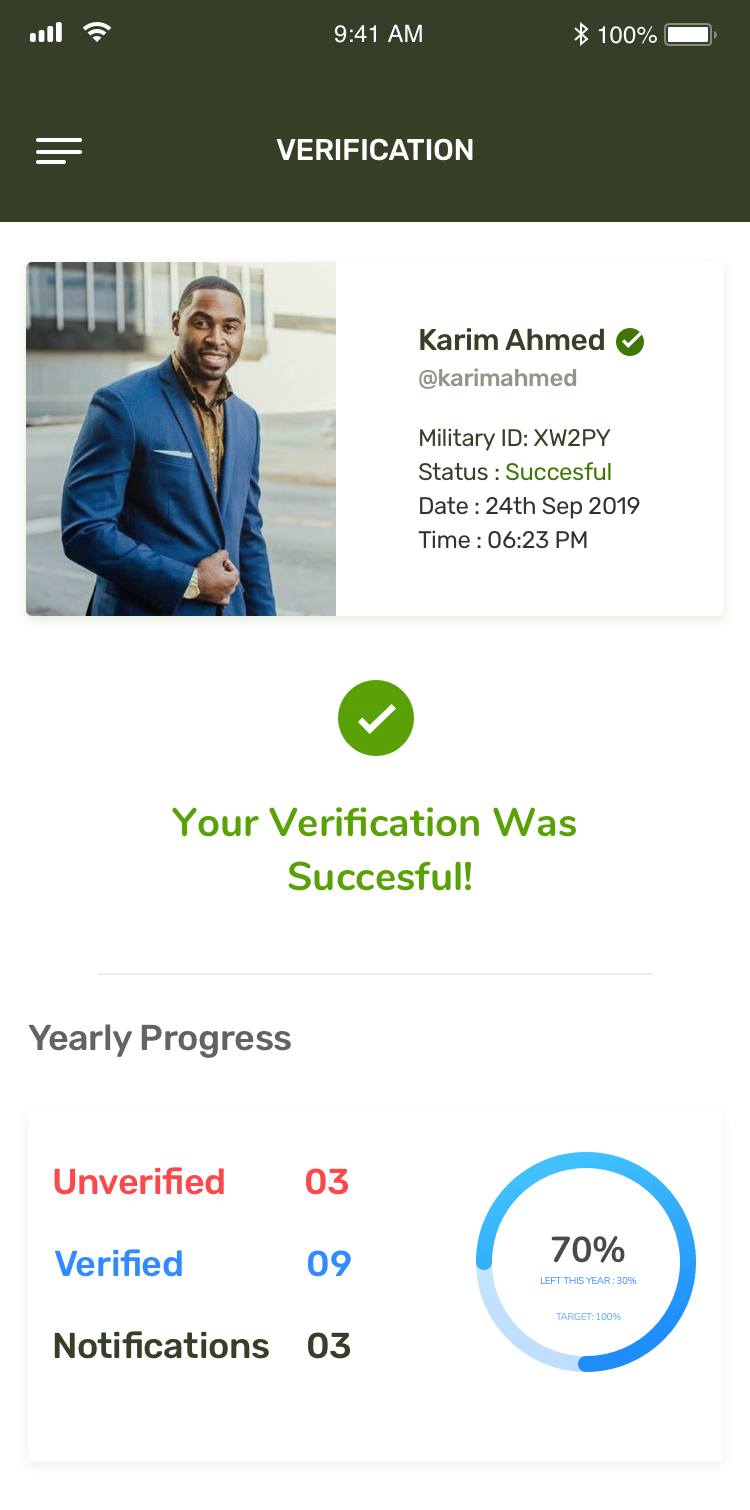 9:41 AM
100%
VERIFICATION
Karim Ahmed
@karimahmed
Military ID: XW2PY
Status : Succesful
Date : 24th Sep 2019
Time : 06:23 PM
Your Verification Was
Succesful!
Yearly Progress
Unverified 03
Verified 09
Notifications 03
70%
LEFT THIS YEAR : 30%
TARGET: 100%